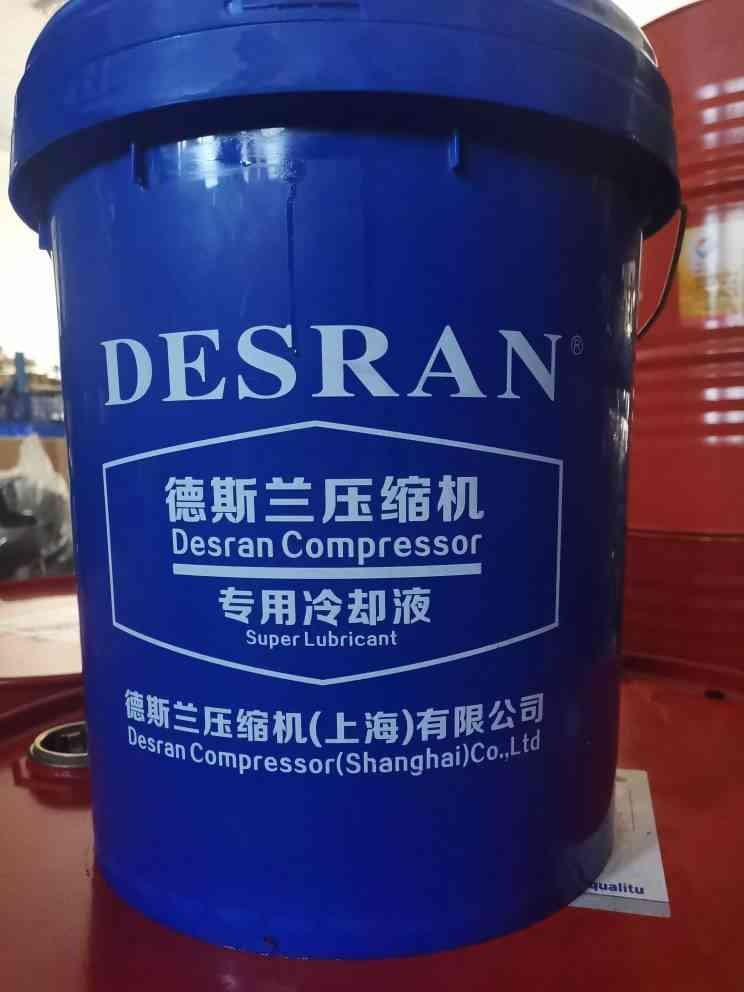 DESRAN®
德斯兰压缩机
Desran Compressor
专用冷却液
Super Lubricant
德斯兰压缩机(上海)有限公司
Desran Compressor(Shanghai)Co.,Ltd
qualitu